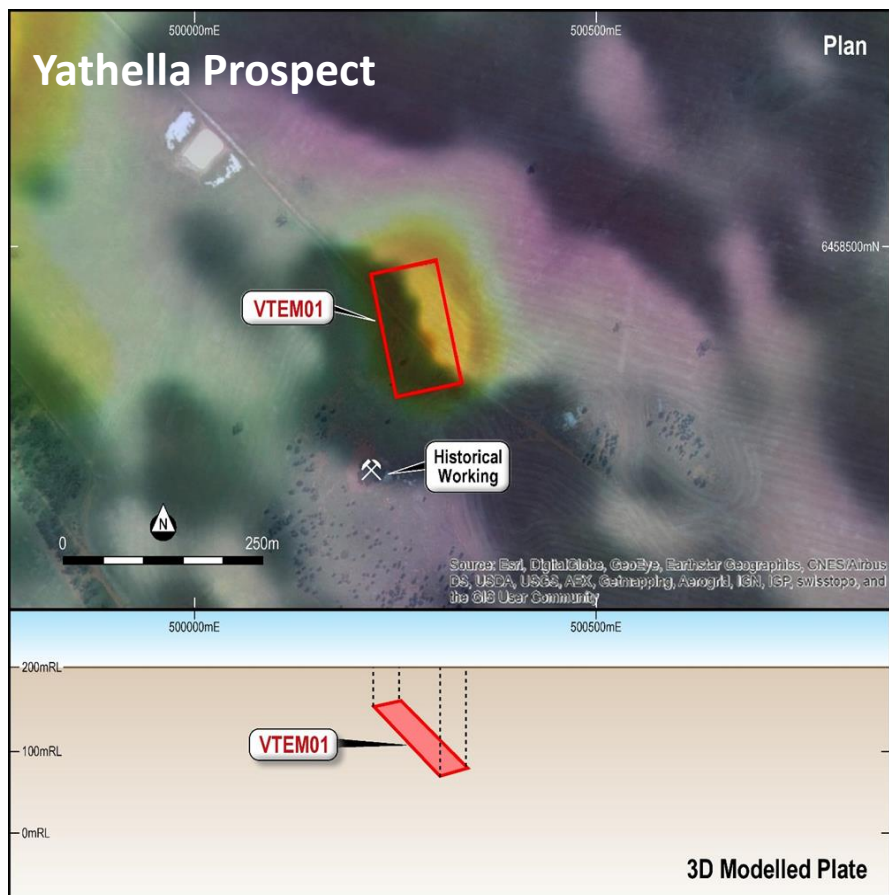 500000mE
500500mE
Yathella Prospect
Plan
6458500mN
VTEM01
Historical
Working
N
0
250m
Source: Esri, DigitalGlobe, GeoEye, Earthstar Geographics, CNES/Airbus
DS, USDA, USGS, AEX, Getmapping, Aerogrid, IGN, IGP, swisstopo, and
the GIS User Community
500000mE
500500mE
200mRL
100mRL
VTEM01
0mRL
3D Modelled Plate